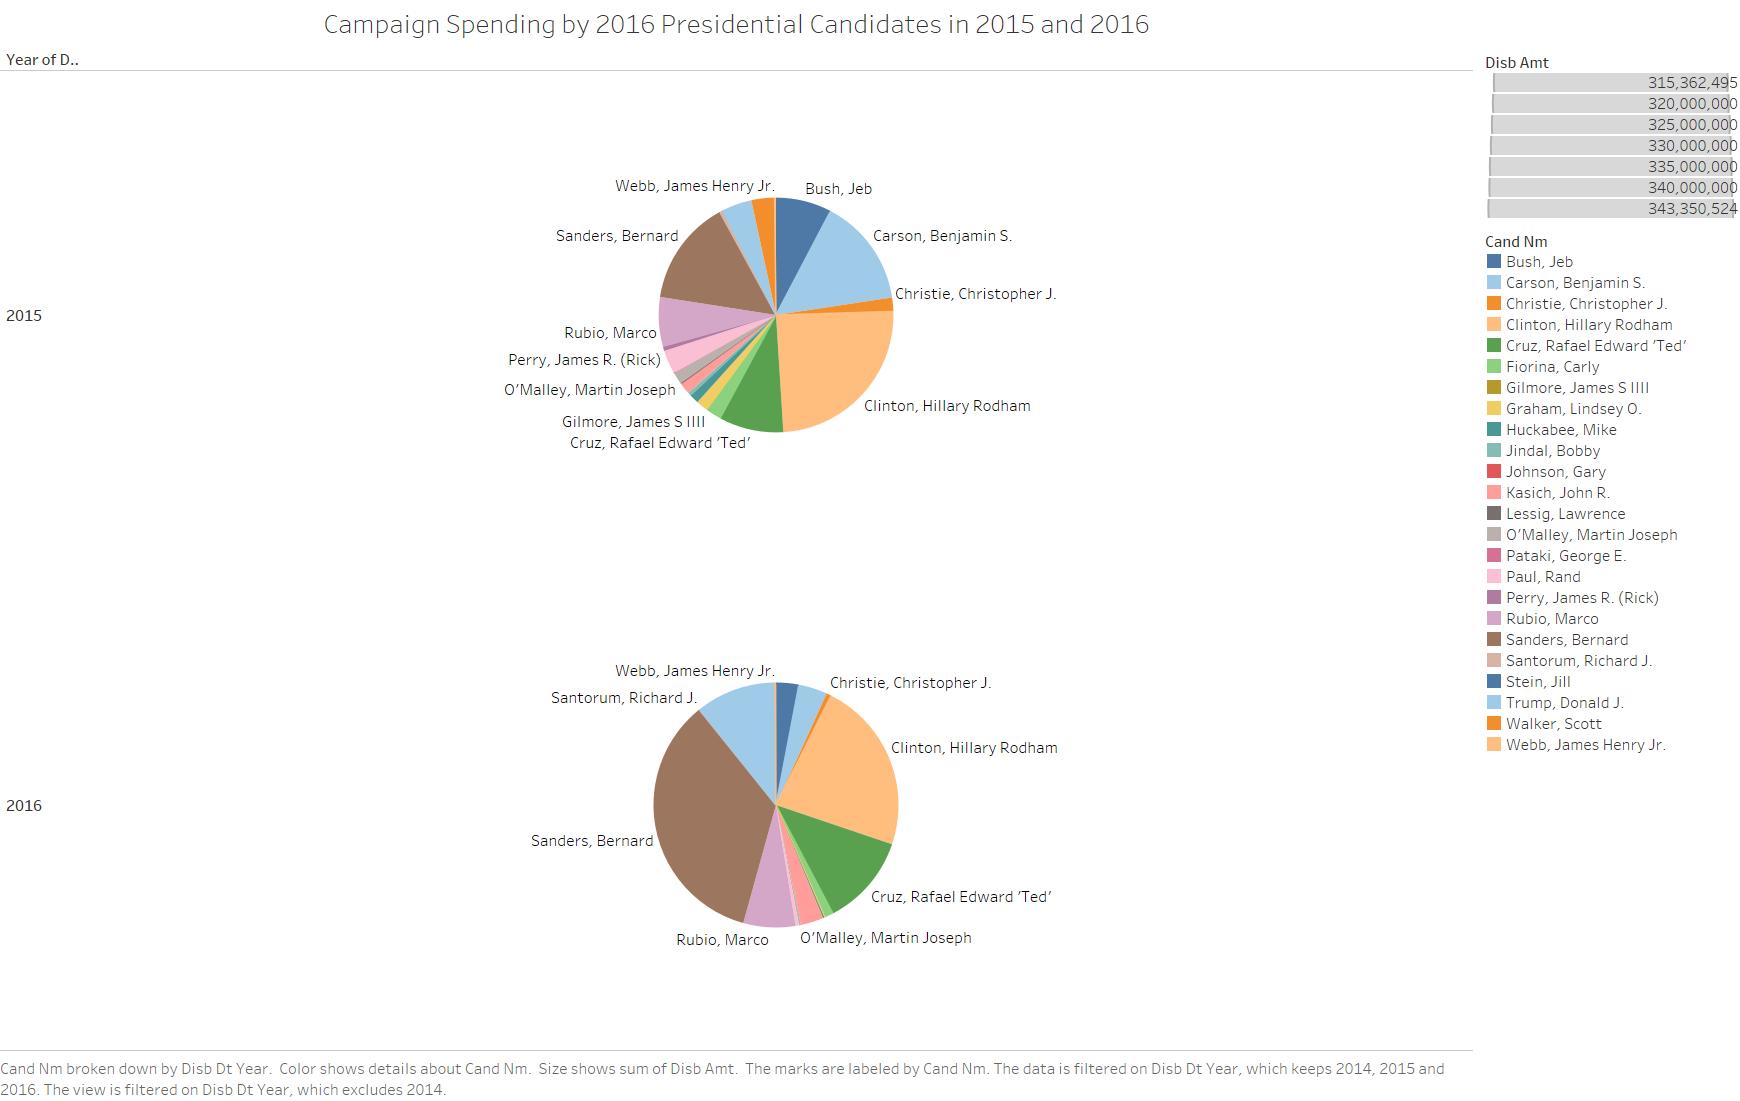 Campaign Spending by 2016 Presidential Candidates in 2015 and 2016
Year of D..
2015
Webb, James Henry Jr.
Bush, Jeb
Sanders, Bernard
Carson, Benjamin S.
Christie, Christopher J.
Rubio, Marco
Perry, James R. (Rick)
O'Malley, Martin Joseph
Clinton, Hillary Rodham
Gilmore, James S IIII
Cruz, Rafael Edward 'Ted'
2016
Webb, James Henry Jr.
Christie, Christopher J.
Santorum, Richard J.
Clinton, Hillary Rodham
Sanders, Bernard
Cruz, Rafael Edward 'Ted'
Rubio, Marco
O'Malley, Martin Joseph
Disb Amt
315,362,495
320,000,000
325,000,000
330,000,000
335,000,000
340,000,000
343,350,524
Cand Nm
Bush, Jeb
Carson, Benjamin S.
Christie, Christopher J.
Clinton, Hillary Rodham
Cruz, Rafael Edward 'Ted'
Fiorina, Carly
Gilmore, James S IIII
Graham, Lindsey O.
Huckabee, Mike
Jindal, Bobby
Johnson, Gary
Kasich, John R.
Lessig, Lawrence
O'Malley, Martin Joseph
Pataki, George E.
Paul, Rand
Perry, James R. (Rick)
Rubio, Marco
Sanders, Bernard
Santorum, Richard J.
Stein, Jill
Trump, Donald J.
Walker, Scott
Webb, James Henry Jr.
Cand Nm broken down by Disb Dt Year.  Color shows details about Cand Nm.  Size shows sum of Disb Amt.  The marks are labeled by Cand Nm. The data is filtered on Disb Dt Year, which keeps 2014, 2015 and
2016. The view is filtered on Disb Dt Year, which excludes 2014.